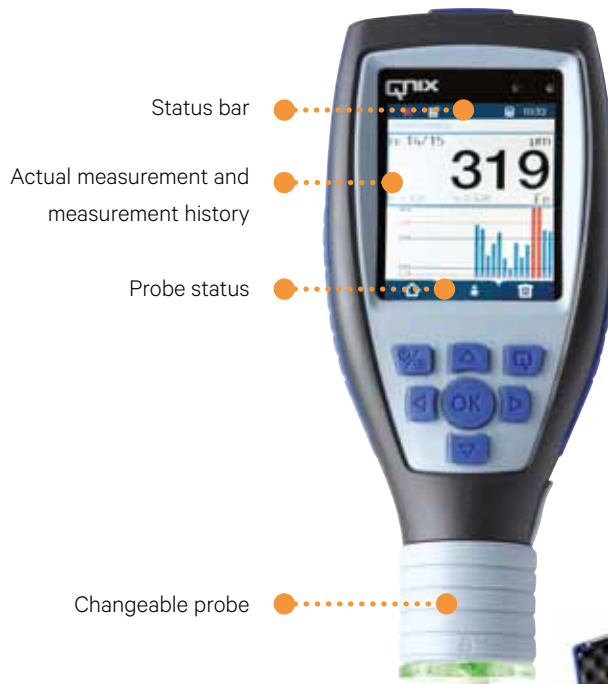 QNIX
Status bar
14/15 µm
Actual measurement and
measurement history
319
Fe
Probe status
OK
Changeable probe